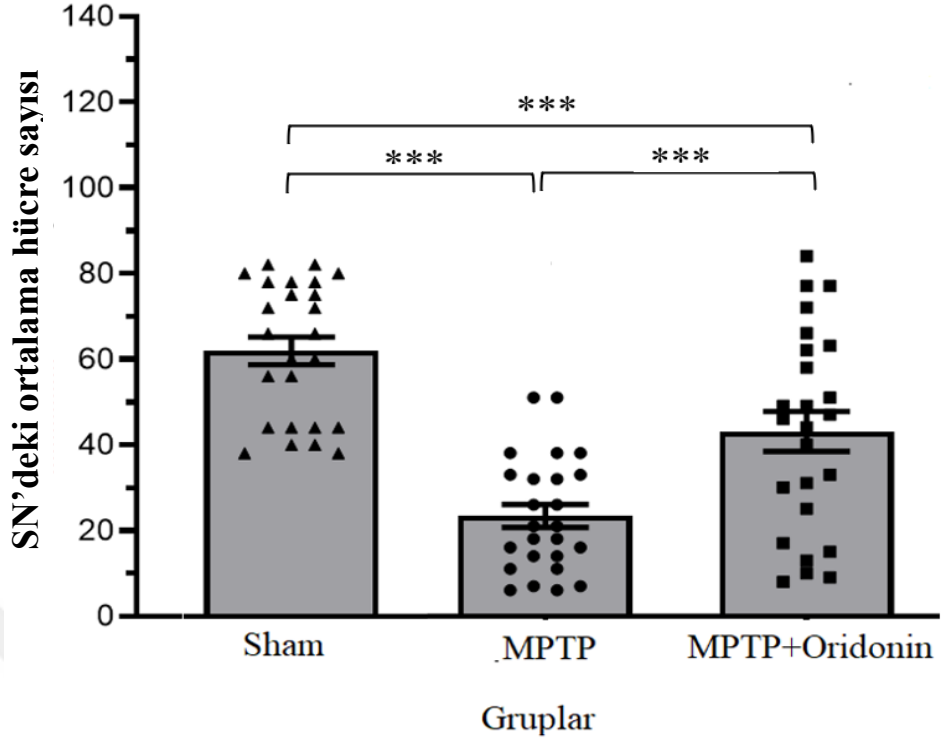 140
120
100
80
60
40
20
0
SN’deki ortalama hücre sayısı
***
***
***
Sham
MPTP
MPTP+Oridonin
Gruplar